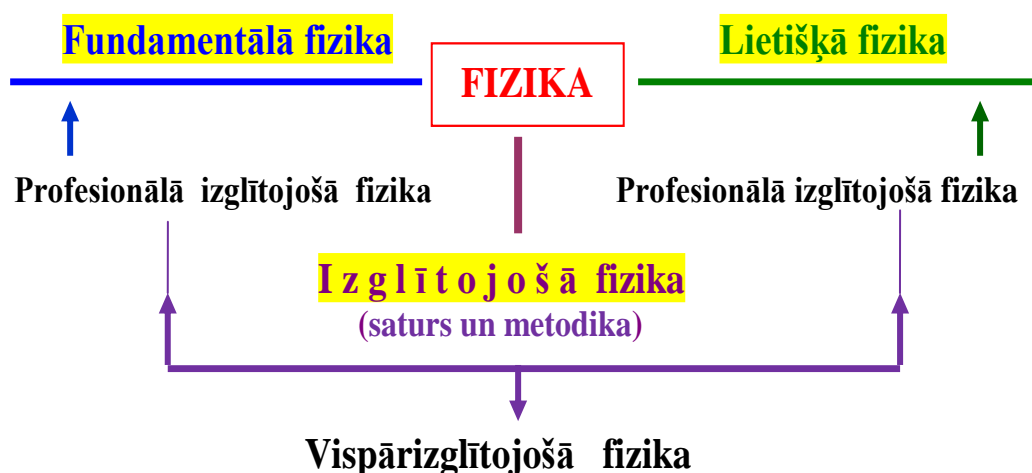 Fundamentālā fizika
Lietišķā fizika
FIZIKA
Profesionālā izglītojošā fizika
Profesionālā izglītojošā fizika
I z g l ī t o j o š ā fizika
(saturs un metodika)
Vispārizglītojošā fizika